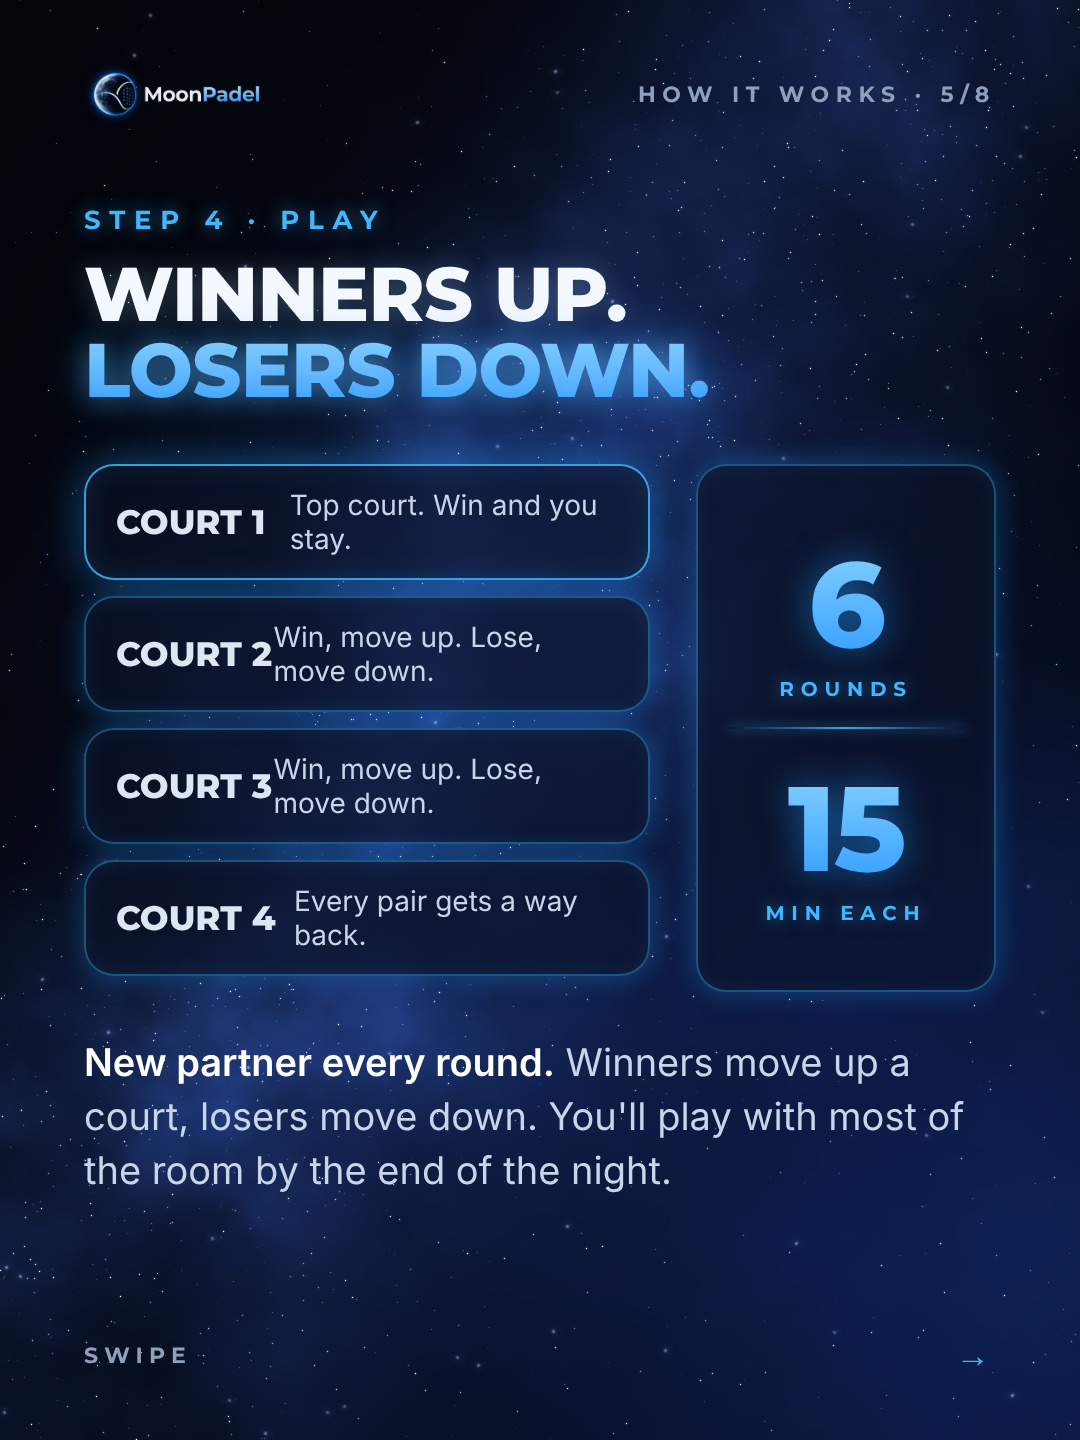 MoonPadel
HOW IT WORKS · 5/8
STEP 4 · PLAY
WINNERS UP.
LOSERS DOWN.
COURT 1
Top court. Win and you
stay.
COURT 2
Win, move up. Lose,
move down.
COURT 3
Win, move up. Lose,
move down.
COURT 4
Every pair gets a way
back.
6
ROUNDS
15
MIN EACH
New partner every round. Winners move up a
court, losers move down. You'll play with most of
the room by the end of the night.
SWIPE →